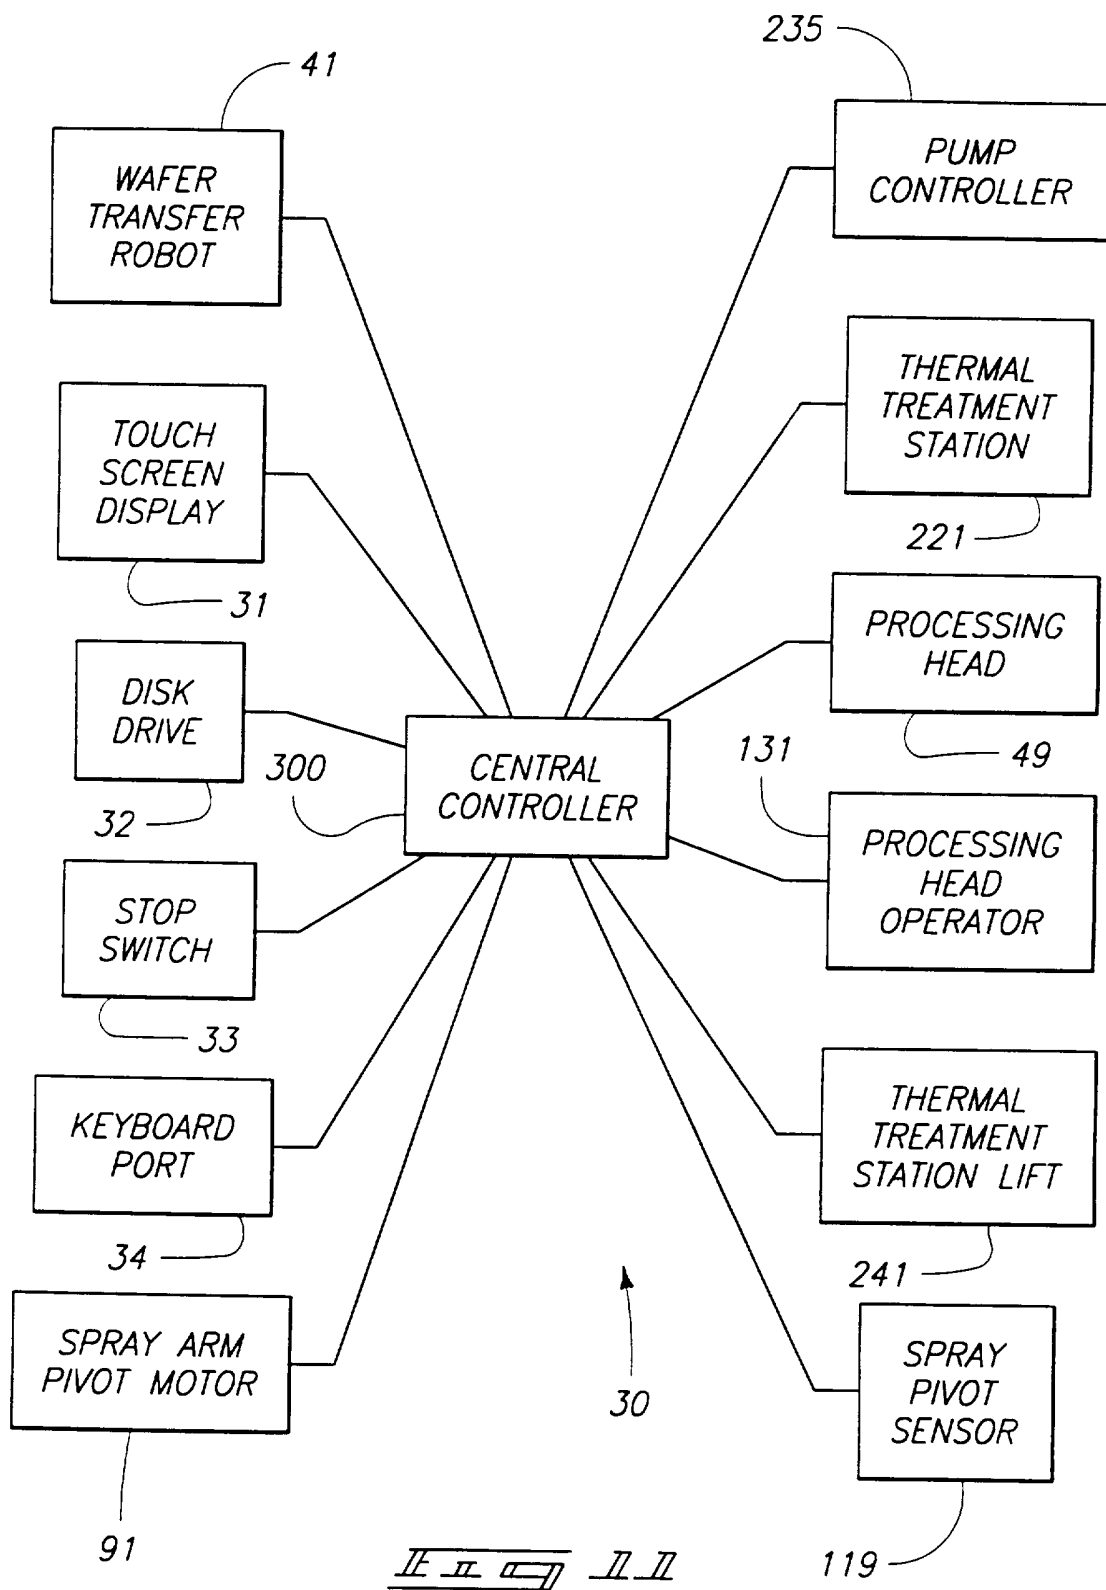 41
WAFER
TRANSFER
ROBOT
235
PUMP
CONTROLLER
TOUCH
SCREEN
DISPLAY
31
THERMAL
TREATMENT
STATION
221
DISK
DRIVE
32
PROCESSING
HEAD
49
300
CENTRAL
CONTROLLER
131
PROCESSING
HEAD
OPERATOR
STOP
SWITCH
33
KEYBOARD
PORT
34
THERMAL
TREATMENT
STATION LIFT
241
SPRAY ARM
PIVOT MOTOR
91
30
SPRAY
PIVOT
SENSOR
119
Fig 11